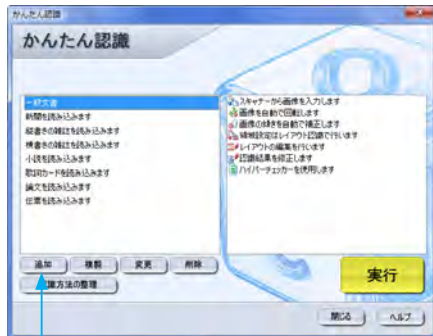 かんたん認識
かんたん認識
一般文書
新聞を読み込みます
縦書きの雑誌を読み込みます
横書きの雑誌を読み込みます
小説を読み込みます
歌詞カードを読み込みます
論文を読み込みます
伝票を読み込みます
スキャナーから画像を入力します
画像を自動で回転します
画像の傾きを自動で補正します
領域設定はレイアウト認識で行います
レイアウトの編集を行います
認識結果を修正します
ハイパーチェッカーを使用します
追加
複製
変更
削除
識方法の整理
実行
閉じる
ヘルプ